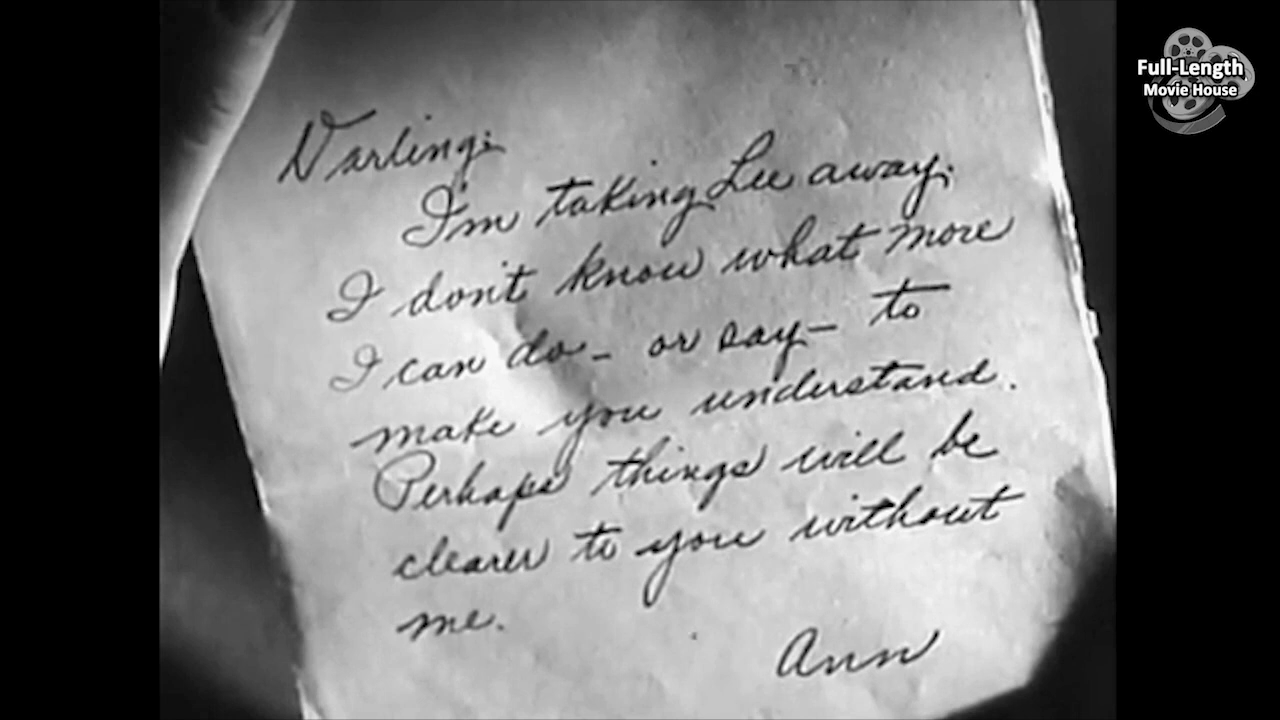 Darling:
I'm taking Lee away.
I don't know what more
I can do - or say - to
make you understand.
Perhaps things will be
clearer to you without
me.
Ann
Full-Length
Movie House